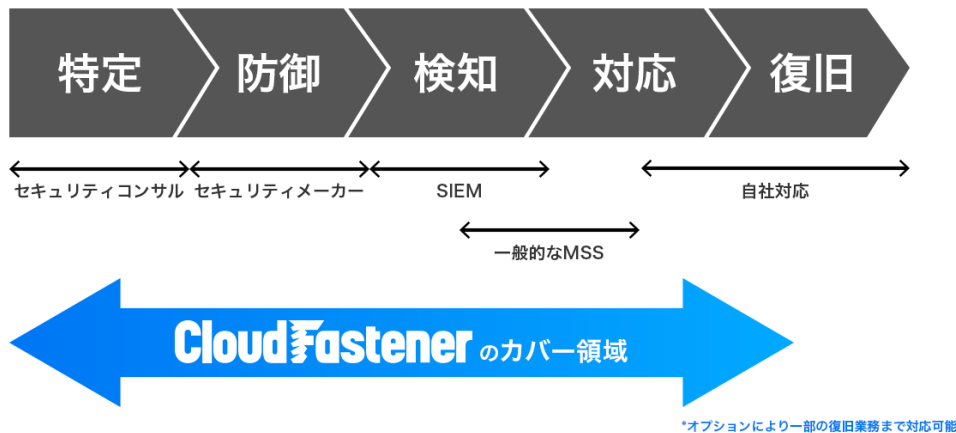 特定 防御 検知 対応 復旧
セキュリティコンサル セキュリティメーカー SIEM 自社対応
一般的なMSS
CloudFastener のカバー領域
*オプションにより一部の復旧業務まで対応可能